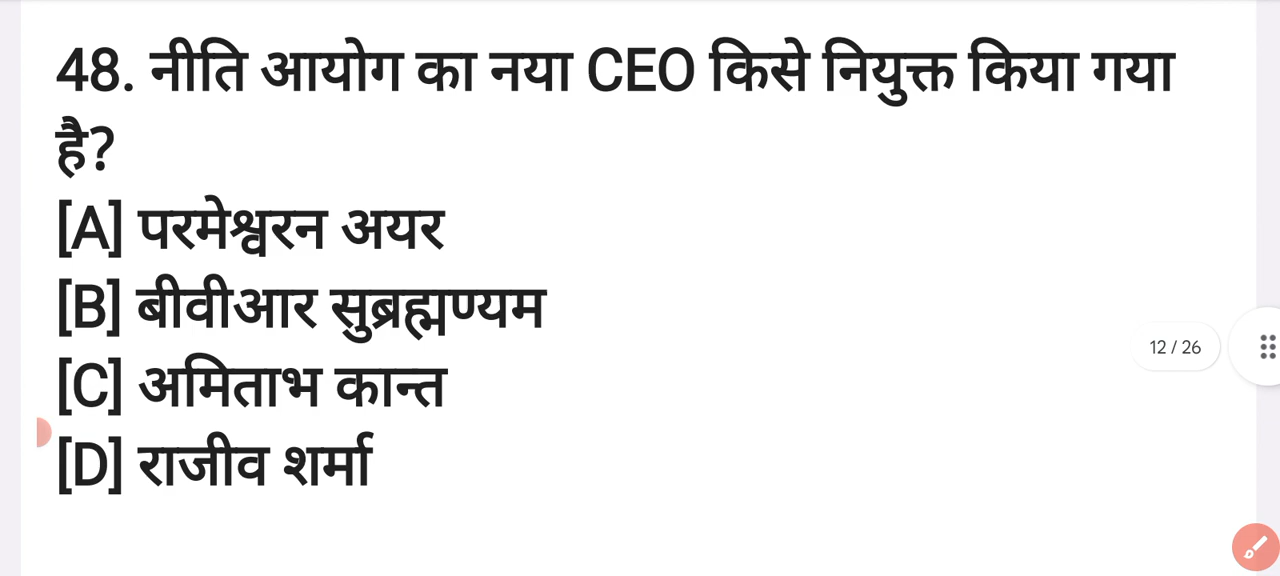 48. नीति आयोग का नया CEO किसे नियुक्त किया गया
है?
[A] परमेश्वरन अयर
[B] बीवीआर सुब्रह्मण्यम
[C] अमिताभ कान्त
[D] राजीव शर्मा
12 / 26